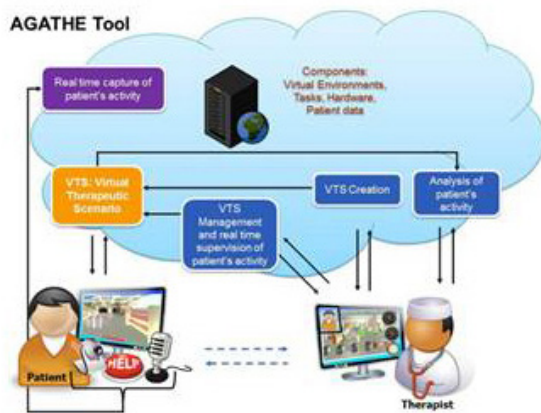 AGATHE Tool
Real time capture of
patient's activity
Components:
Virtual Environments,
Tasks, Hardware,
Patient data
VTS: Virtual
Therapeutic
Scenario
VTS
Management
and real time
supervision of
patient's activity
VTS Creation
Analysis of
patient's
activity
HELP
Patient
Therapist